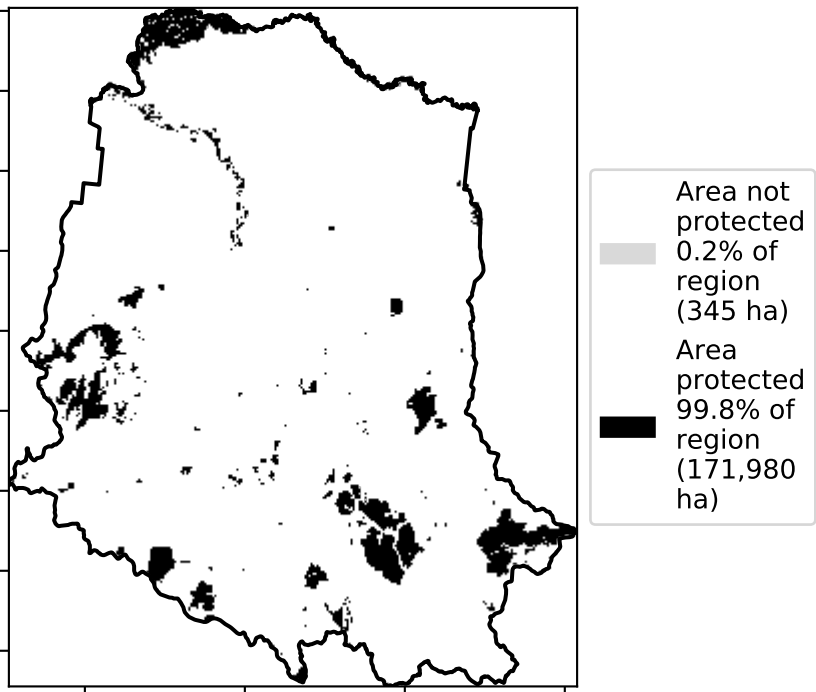 Area not
protected
0.2% of
region
(345 ha)
Area
protected
99.8% of
region
(171,980
ha)